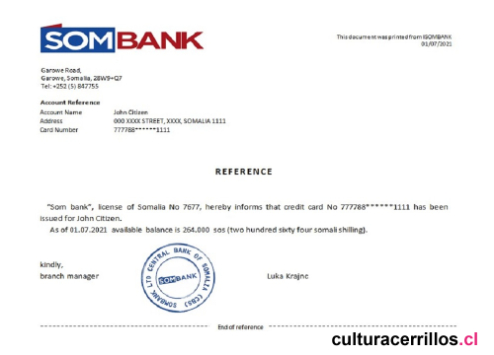 SOMBANK
This document was printed from ISOMBANK
01/07/2021
Garowe Road,
Garowe, Somalia, 28W9+Q7
Tel: +252 (5) 847755
Account Reference
Account Name John Citizen
Address 000 XXXX STREET, XXXX, SOMALIA 1111
Card Number 777788******1111
REFERENCE
"Som bank", license of Somalia No 7677, hereby informs that credit card No 777788******1111 has been
issued for John Citizen.
As of 01.07.2021 available balance is 264.000 sos (two hundred sixty four somali shilling).
kindly,
branch manager
SOMBANK LTD CENTRAL BANK OF SOMALIA (CBS)
SOMBANK
Luka Krajnc
End of reference
culturacerrillos.cl